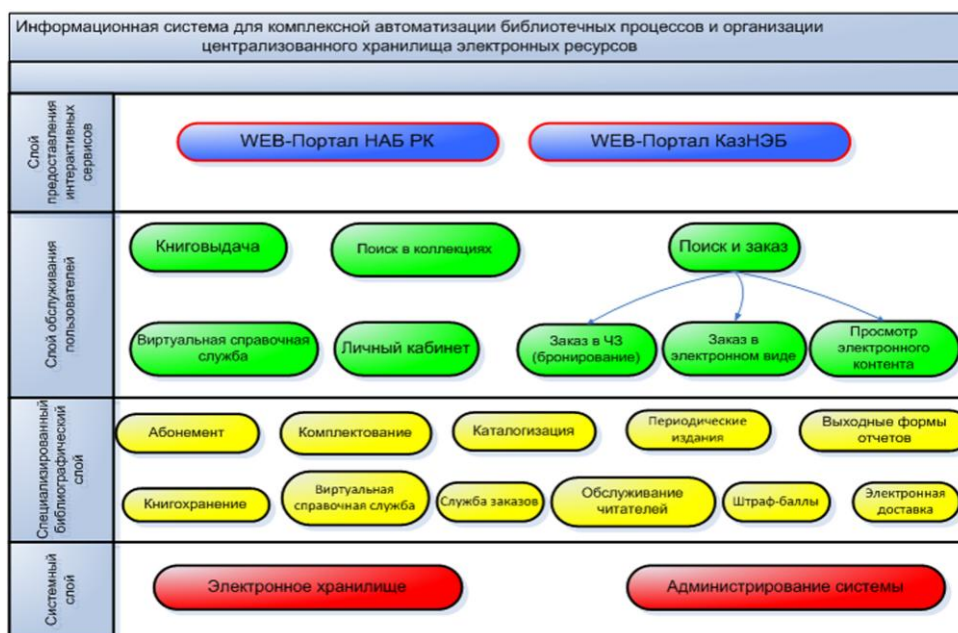 Информационная система для комплексной автоматизации библиотечных процессов и организации
централизованного хранилища электронных ресурсов
Слой
предоставления
интерактивных
сервисов
WEB-Портал НАБ РК
WEB-Портал КазНЭБ
Слой обслуживания
пользователей
Книговыдача
Поиск в коллекциях
Поиск и заказ
Виртуальная справочная
служба
Личный кабинет
Заказ в ЧЗ
(бронирование)
Заказ в
электронном виде
Просмотр
электронного
контента
Специализированный
библиографический
слой
Абонемент
Комплектование
Каталогизация
Периодические
издания
Выходные формы
отчетов
Книгохранение
Виртуальная
справочная служба
Служба заказов
Обслуживание
читателей
Штраф-баллы
Электронная
доставка
Системный
слой
Электронное хранилище
Администрирование системы